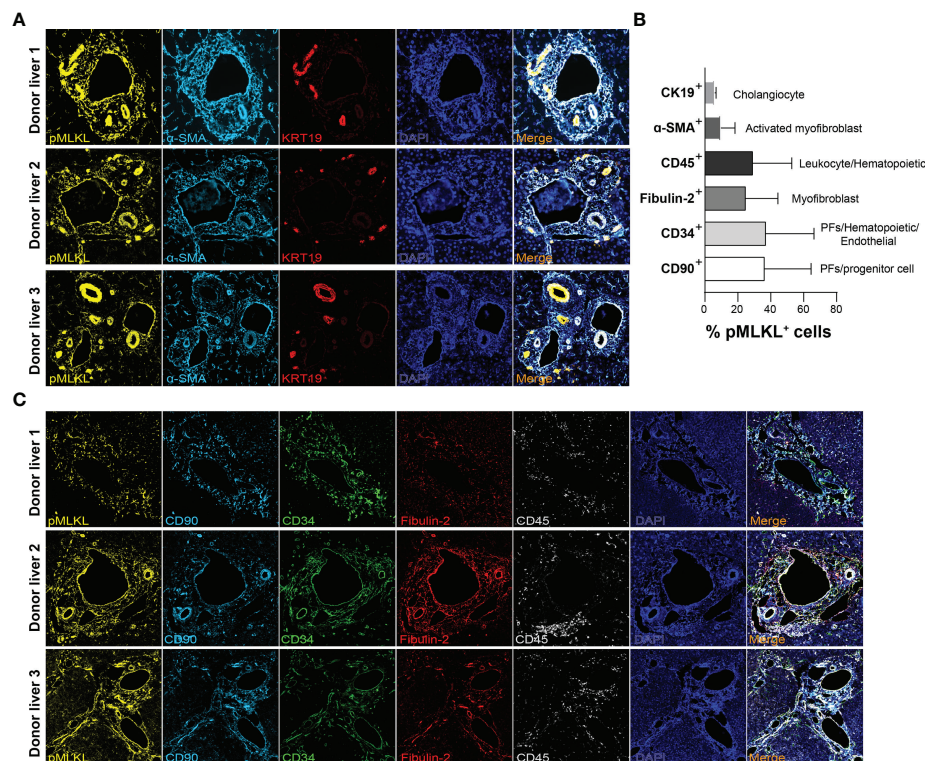 A
Donor liver 1
pMLKL
α-SMA
KRT19
DAPI
Merge
Donor liver 2
pMLKL
α-SMA
KRT19
DAPI
Merge
Donor liver 3
pMLKL
α-SMA
KRT19
DAPI
Merge
B
CK19+
Cholangiocyte
α-SMA+
Activated myofibroblast
CD45+
Leukocyte/Hematopoietic
Fibulin-2+
Myofibroblast
CD34+
PFs/Hematopoietic/
Endothelial
CD90+
PFs/progenitor cell
0 20 40 60 80
% pMLKL+ cells
C
Donor liver 1
pMLKL
CD90
CD34
Fibulin-2
CD45
DAPI
Merge
Donor liver 2
pMLKL
CD90
CD34
Fibulin-2
CD45
DAPI
Merge
Donor liver 3
pMLKL
CD90
CD34
Fibulin-2
CD45
DAPI
Merge